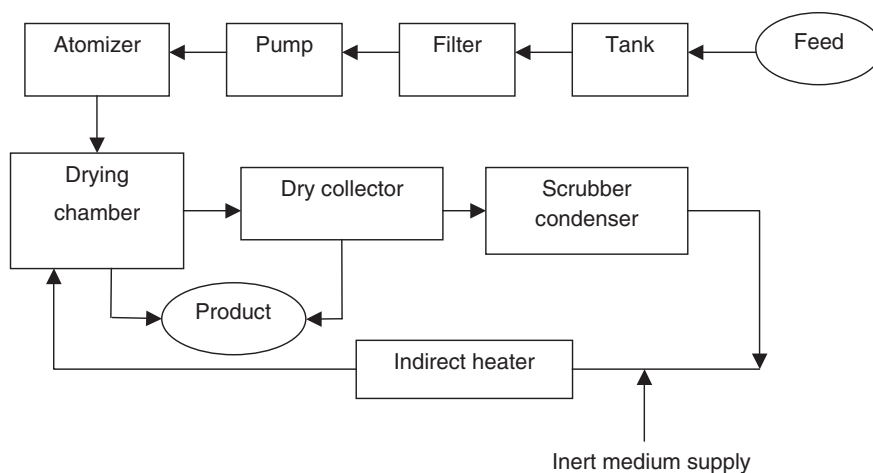 Atomizer
Pump
Filter
Tank
Feed
Drying
chamber
Dry collector
Scrubber
condenser
Product
Indirect heater
Inert medium supply